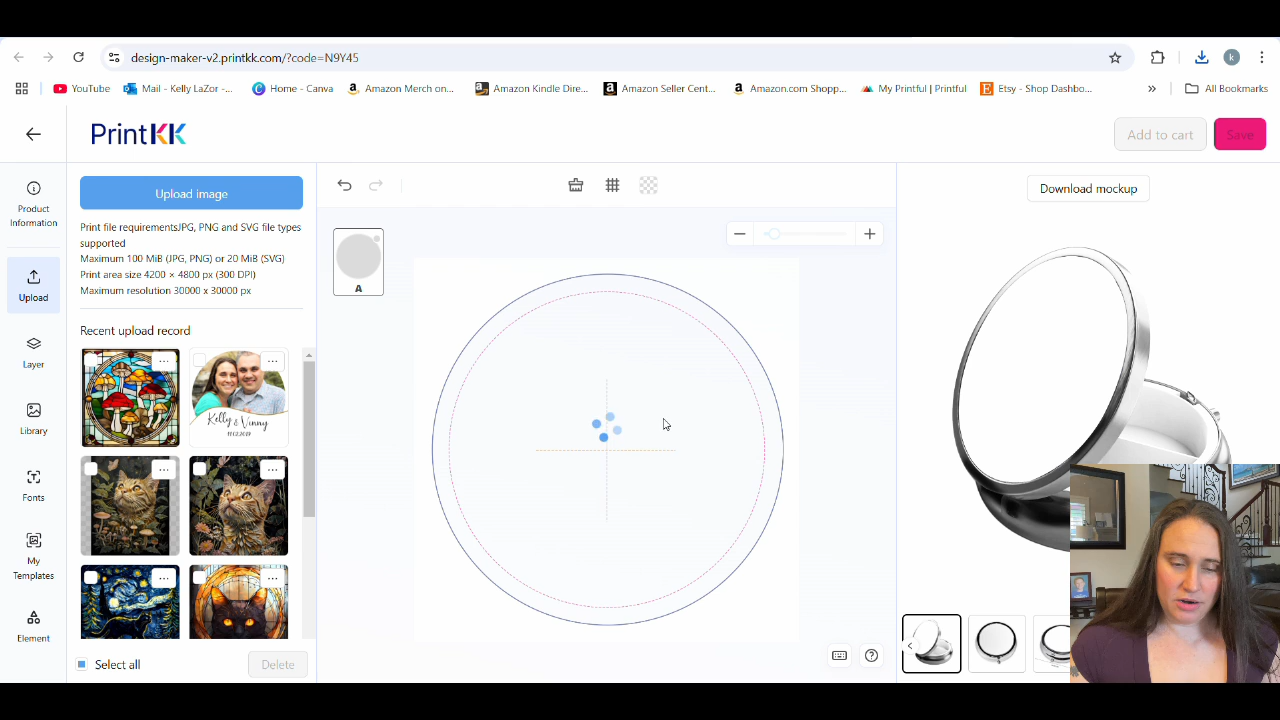 design-maker-v2.printkk.com/?code=N9Y45
k
YouTube
Mail - Kelly LaZor -...
Home - Canva
Amazon Merch on...
Amazon Kindle Dire...
Amazon Seller Cent...
Amazon.com Shopp...
My Printful | Printful
Etsy - Shop Dashbo...
All Bookmarks
PrintKK
Add to cart
Save
Product Information
Upload
Layer
Library
Fonts
My Templates
Element
Upload image
Print file requirementsJPG, PNG and SVG file types
supported
Maximum 100 MiB (JPG, PNG) or 20 MiB (SVG)
Print area size 4200 × 4800 px (300 DPI)
Maximum resolution 30000 x 30000 px
Recent upload record
Kelly & Vinny
11.02.2019
Select all
Delete
A
Download mockup